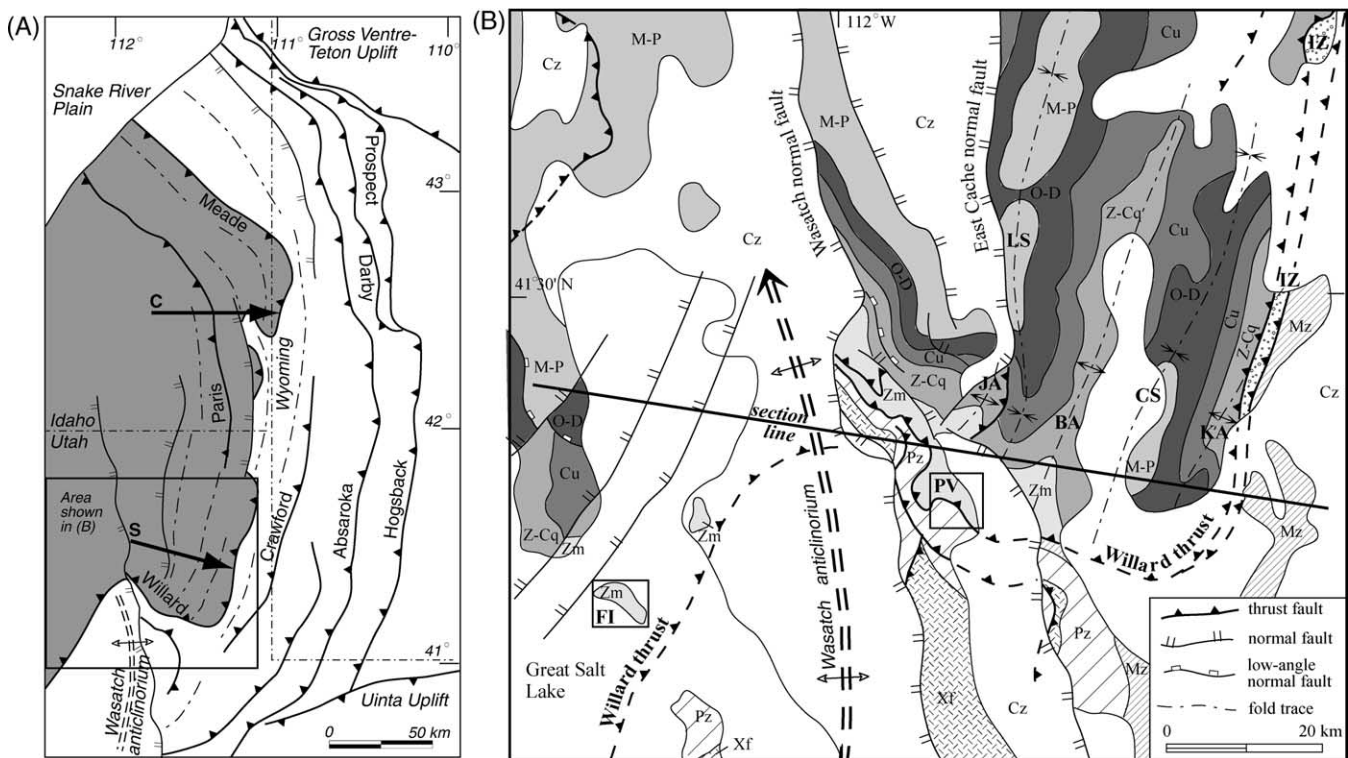 (A)
112°
111°
110°
Gross Ventre-
Teton Uplift
Snake River
Plain
Prospect
43°
Meade
Darby
C
Wyoming
Paris
42°
Idaho
Utah
Crawford
Absaroka
Hogsback
Area
shown
in (B)
S
Willard
41°
Wasatch
anticlinorium
Uinta Uplift
0
50 km
(B)
112°W
M-P
Cz
Cu
IZ
Wasatch normal fault
M-P
Cz
East Cache normal fault
M-P
O-D
Z-Cq
Cu
LS
Cz
41°30' N
O-D
O-D
IZ
Mz
Cu
Z-Cq
M-P
Cu
Z-Cq
Zm
JA
CS
Cz
section
line
O-D
BA
KA
Pz
Cu
M-P
PV
Zm
Z-Cq
Zm
Zm
Mz
Willard thrust
Zm
FI
Wasatch anticlinorium
Great Salt
Lake
Willard thrust
Pz
Mz
Xf
Cz
Pz
Xf
thrust fault
normal fault
low-angle
normal fault
fold trace
0
20 km